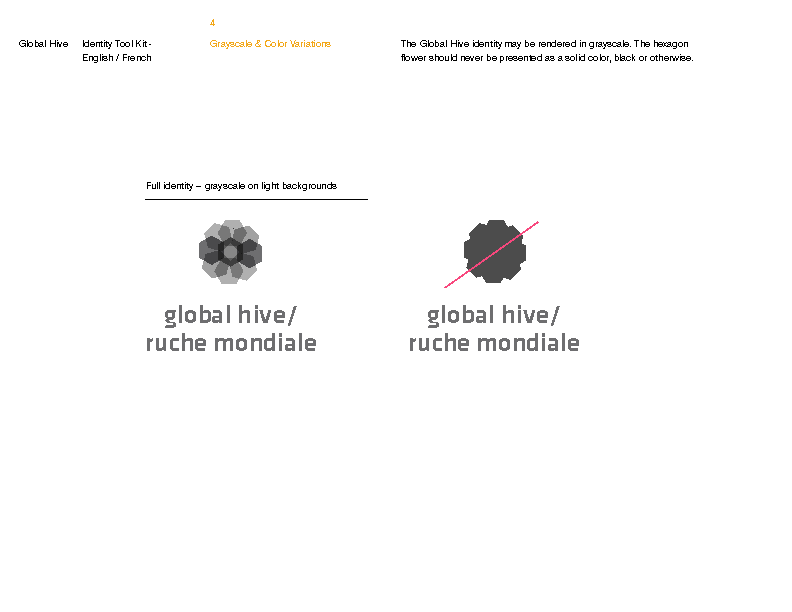 4
Global Hive
Identity Tool Kit -
English / French
Grayscale & Color Variations
The Global Hive identity may be rendered in grayscale. The hexagon
flower should never be presented as a solid color, black or otherwise.
Full identity – grayscale on light backgrounds
global hive/
ruche mondiale
global hive/
ruche mondiale